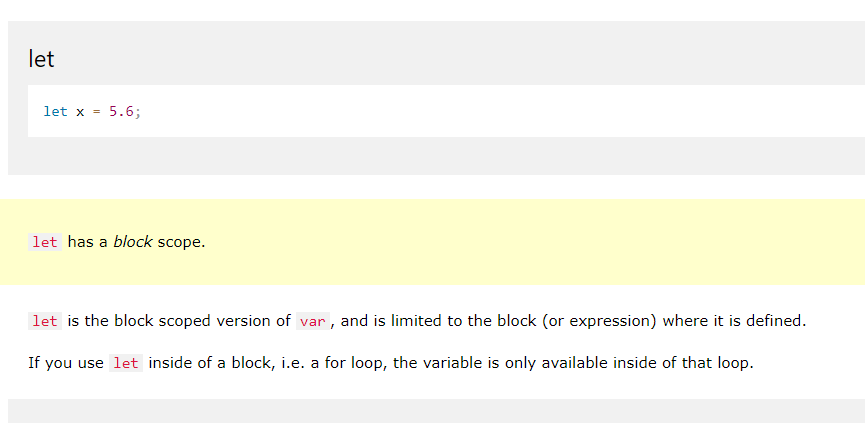 let
let x = 5.6;
let has a block scope.
let is the block scoped version of var, and is limited to the block (or expression) where it is defined.
If you use let inside of a block, i.e. a for loop, the variable is only available inside of that loop.